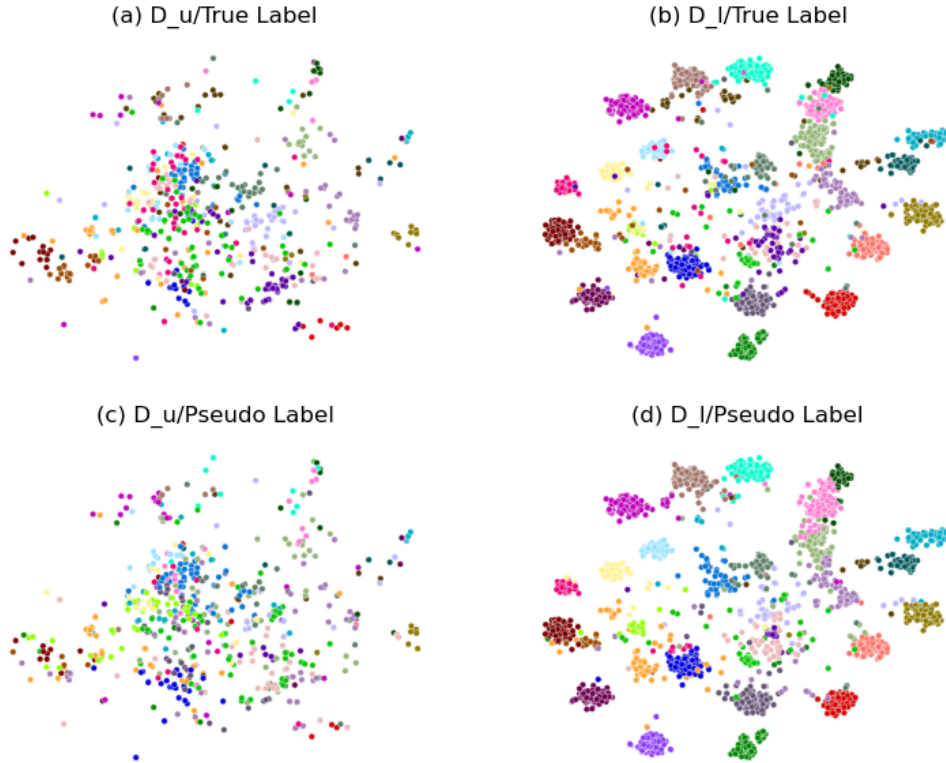 (a) D_u/True Label
(b) D_l/True Label
(c) D_u/Pseudo Label
(d) D_l/Pseudo Label